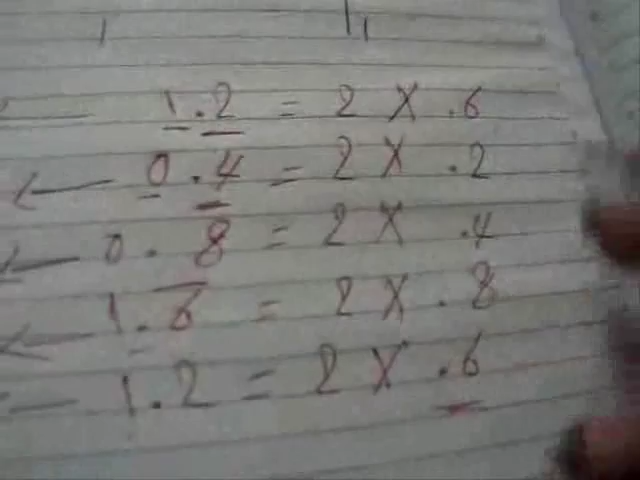 1.2 = 2 X .6
← 0.4 = 2 X .2
← 0.8 = 2 X .4
← 1.6 = 2 X .8
1.2 = 2 X .6